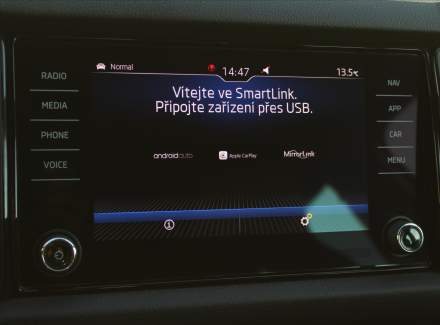 Normal
14:47
13.5°C
RADIO
MEDIA
PHONE
VOICE
Vítejte ve SmartLink.
Připojte zařízení přes USB.
androidauto
Apple CarPlay
MirrorLink
NAV
APP
CAR
MENU